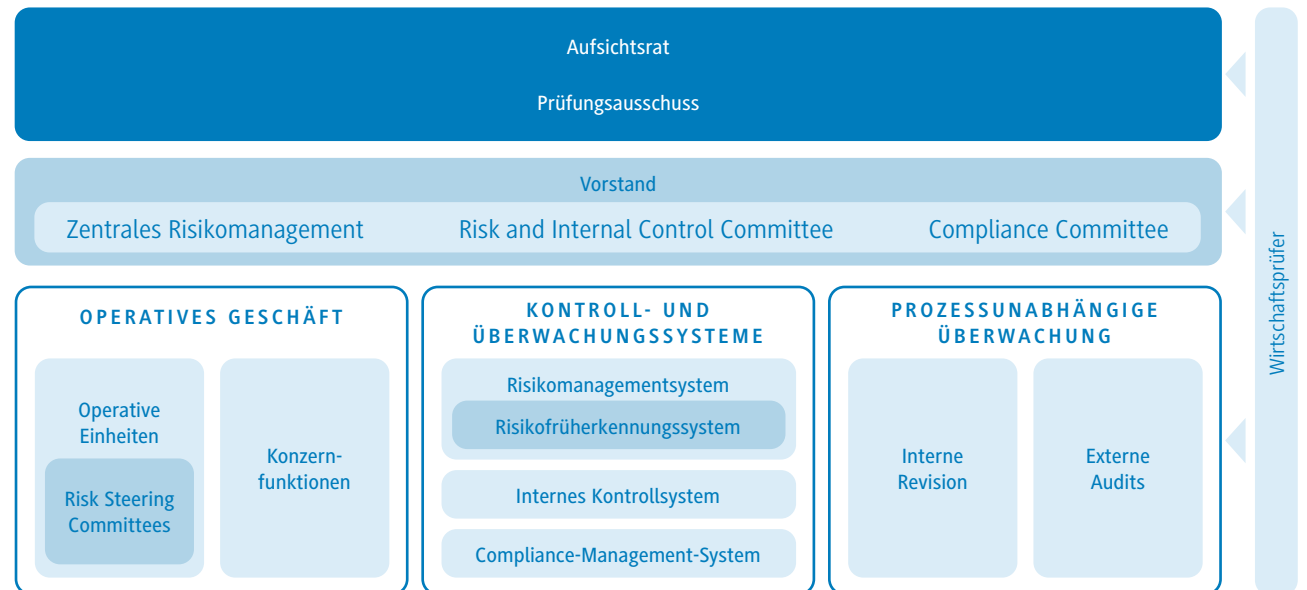 Aufsichtsrat
Prüfungsausschuss
Vorstand
Zentrales Risikomanagement
Risk and Internal Control Committee
Compliance Committee
OPERATIVES GESCHÄFT
Operative
Einheiten
Risk Steering
Committees
Konzern-
funktionen
KONTROLL- UND
ÜBERWACHUNGSSYSTEME
Risikomanagementsystem
Risikofrüherkennungssystem
Internes Kontrollsystem
Compliance-Management-System
PROZESSUNABHÄNGIGE
ÜBERWACHUNG
Interne
Revision
Externe
Audits
Wirtschaftsprüfer